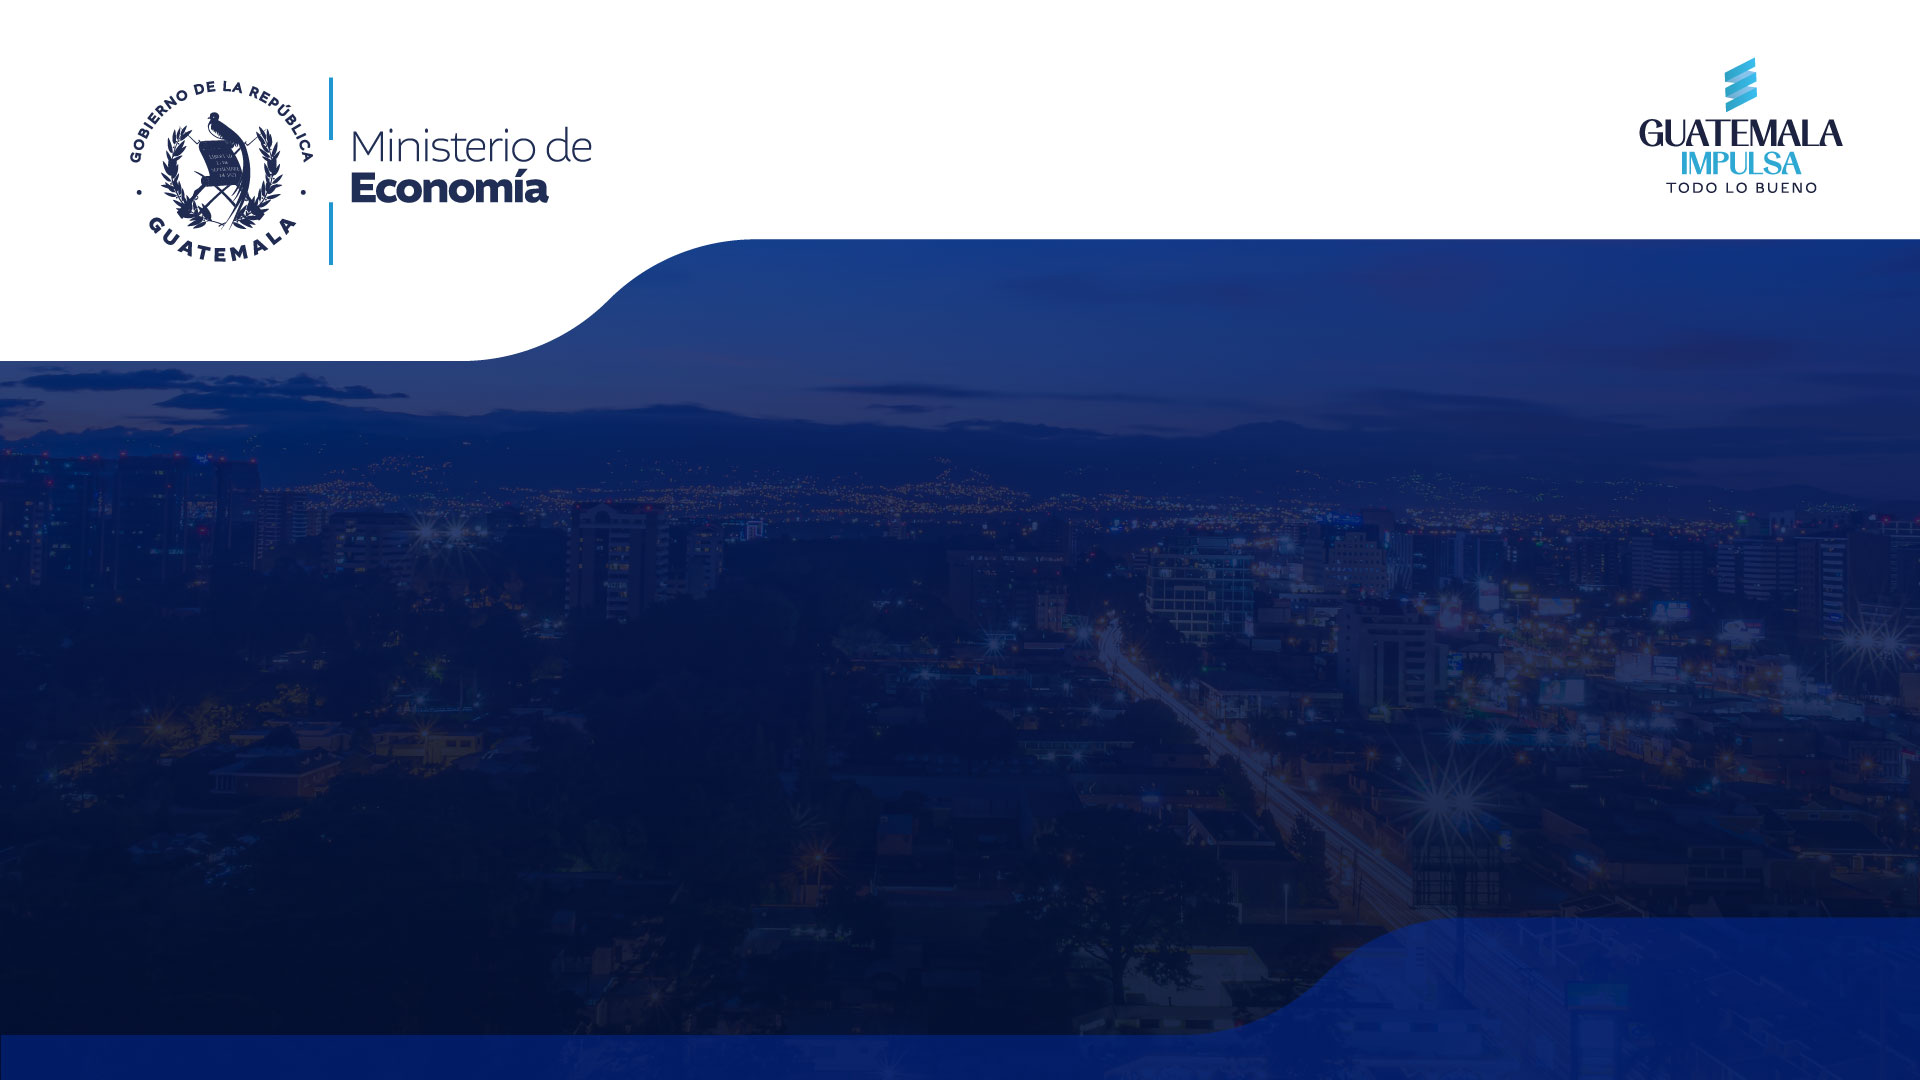 GOBIERNO DE LA REPÚBLICA
GUATEMALA
Ministerio de
Economía
GUATEMALA
IMPULSA
TODO LO BUENO